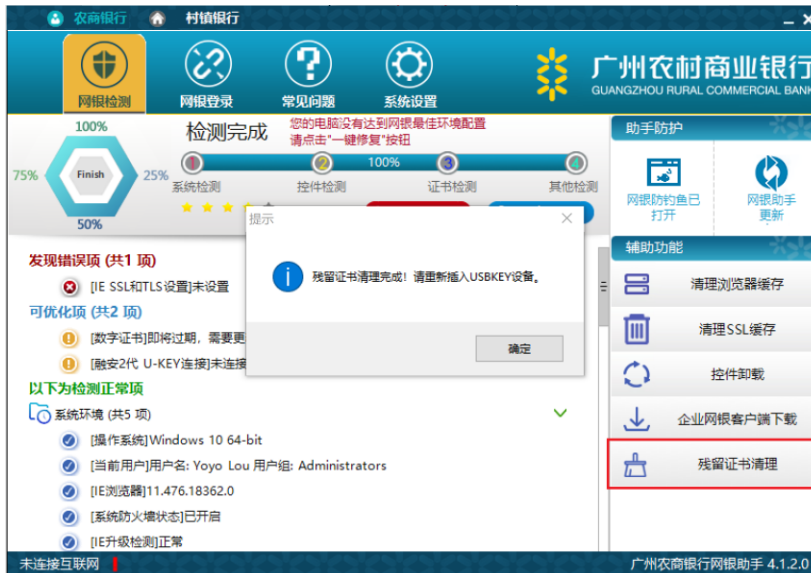 农商银行 村镇银行
网银检测 网银登录 常见问题 系统设置
广州农村商业银行
GUANGZHOU RURAL COMMERCIAL BANK
100%
75% Finish 25%
50%
检测完成
您的电脑没有达到网银最佳环境配置
请点击"一键修复"按钮
1 2 100% 3 4
系统检测 控件检测 证书检测 其他检测
助手防护
网银防钓鱼已打开
网银助手更新
提示
残留证书清理完成！请重新插入USBKEY设备。
确定
发现错误项 (共1 项)
[IE SSL和TLS设置]未设置
可优化项 (共2 项)
[数字证书]即将过期，需要更
[融安2代 U-KEY连接]未连接
以下为检测正常项
系统环境 (共5 项)
[操作系统]Windows 10 64-bit
[当前用户]用户名: Yoyo Lou 用户组: Administrators
[IE浏览器]11.476.18362.0
[系统防火墙状态]已开启
[IE升级检测]正常
辅助功能
清理浏览器缓存
清理SSL缓存
控件卸载
企业网银客户端下载
残留证书清理
未连接互联网
广州农商银行网银助手 4.1.2.0